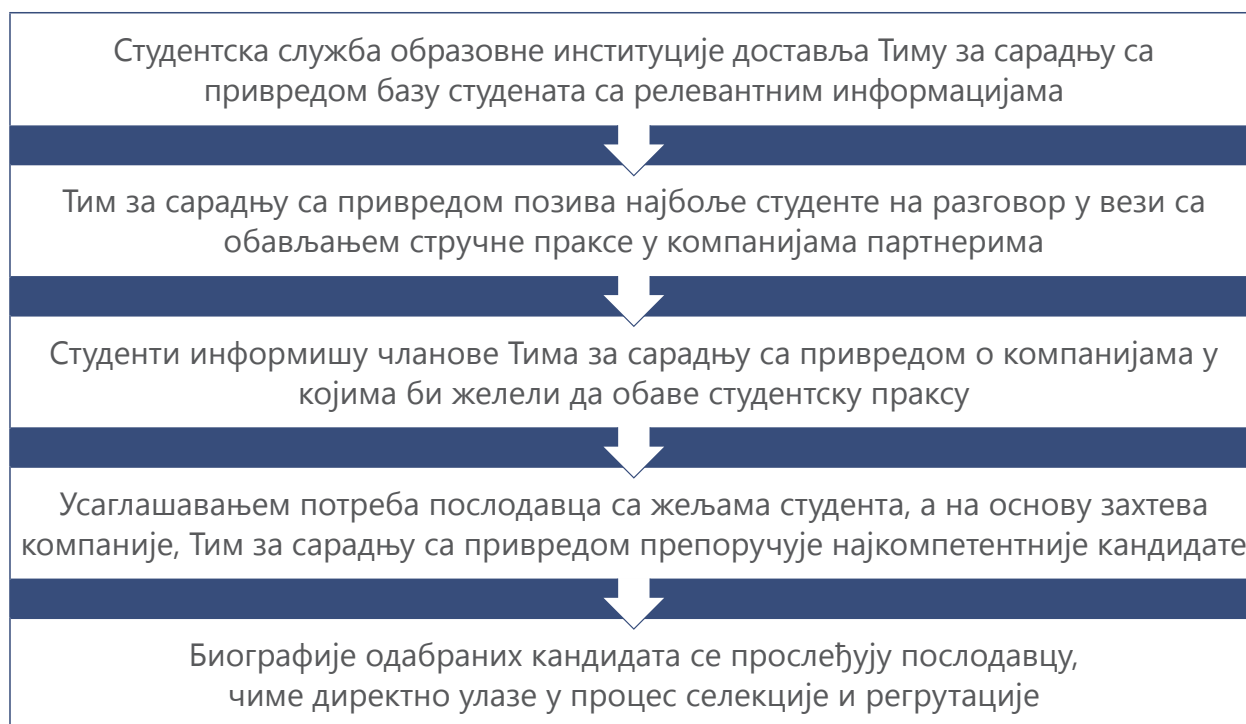 Студентска служба образовне институције доставља Тиму за сарадњу са
привредом базу студената са релевантним информацијама
Тим за сарадњу са привредом позива најбоље студенте на разговор у вези са
обављањем стручне праксе у компанијама партнерима
Студенти информишу чланове Тима за сарадњу са привредом о компанијама у
којима би желели да обаве студентску праксу
Усаглашавањем потреба послодавца са жељама студента, а на основу захтева
компаније, Тим за сарадњу са привредом препоручује најкомпетентније кандидате
Биографије одабраних кандидата се прослеђују послодавцу,
чиме директно улазе у процес селекције и регрутације